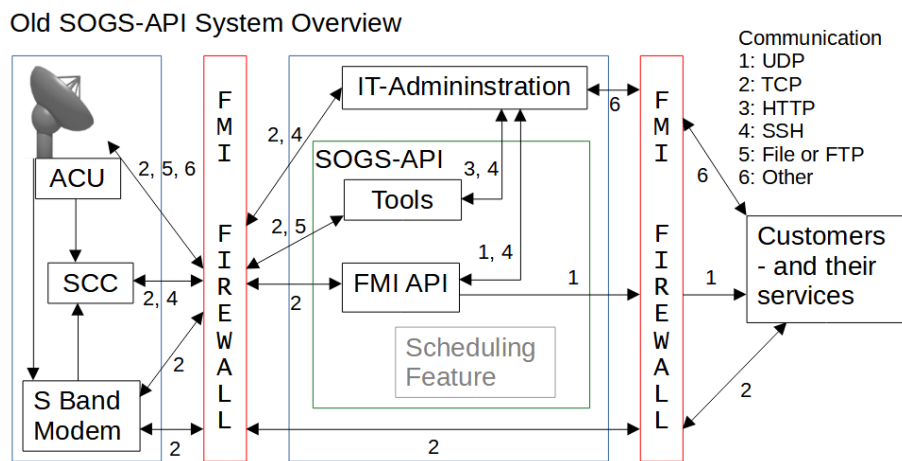 Old SOGS-API System Overview
Communication
1: UDP
2: TCP
3: HTTP
4: SSH
5: File or FTP
6: Other
FMI FIREWALL
IT-Admininstration
6
FMI FIREWALL
2, 4
SOGS-API
2, 5, 6
3, 4
6
ACU
Tools
2, 5
1, 4
Customers
- and their
services
SCC
2, 4
2
FMI API
1
1
Scheduling
Feature
2
S Band
Modem
2
2
2